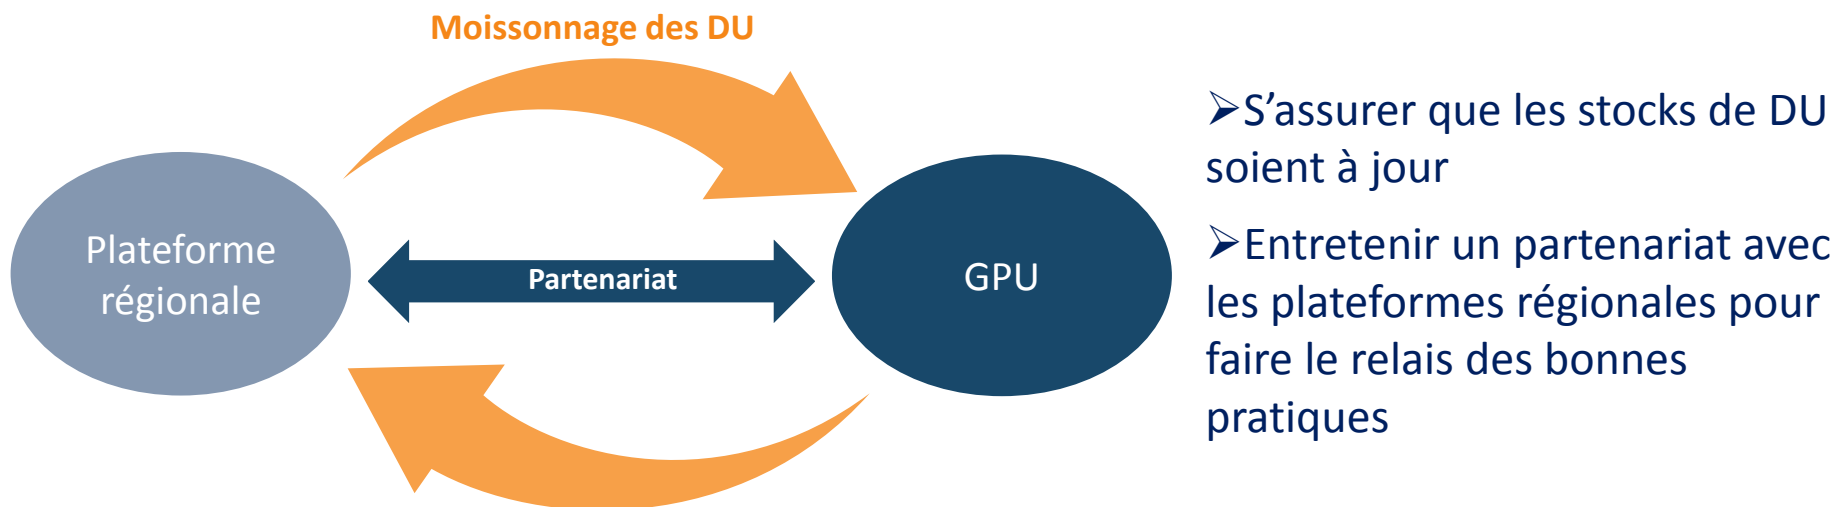 Moissonnage des DU
Plateforme
régionale
Partenariat
GPU
➢S’assurer que les stocks de DU
soient à jour
➢Entretenir un partenariat avec
les plateformes régionales pour
faire le relais des bonnes
pratiques